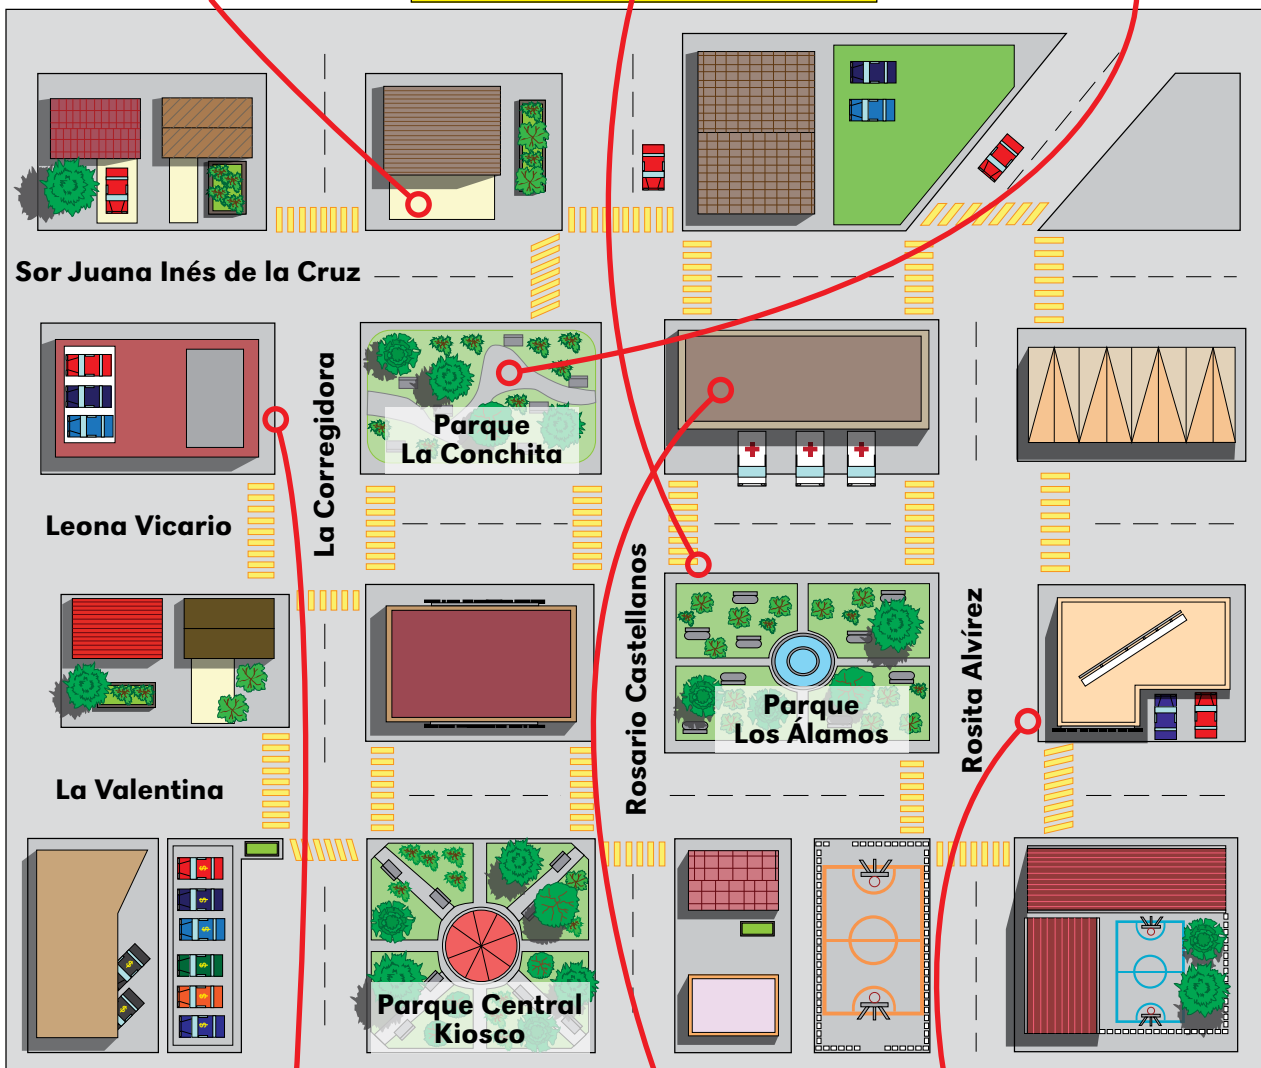 Sor Juana Inés de la Cruz
La Corregidora
Parque
La Conchita
Leona Vicario
Rosario Castellanos
Rosita Alvírez
Parque
Los Álamos
La Valentina
$
$
$
$
$
$
$
$
Parque Central
Kiosco